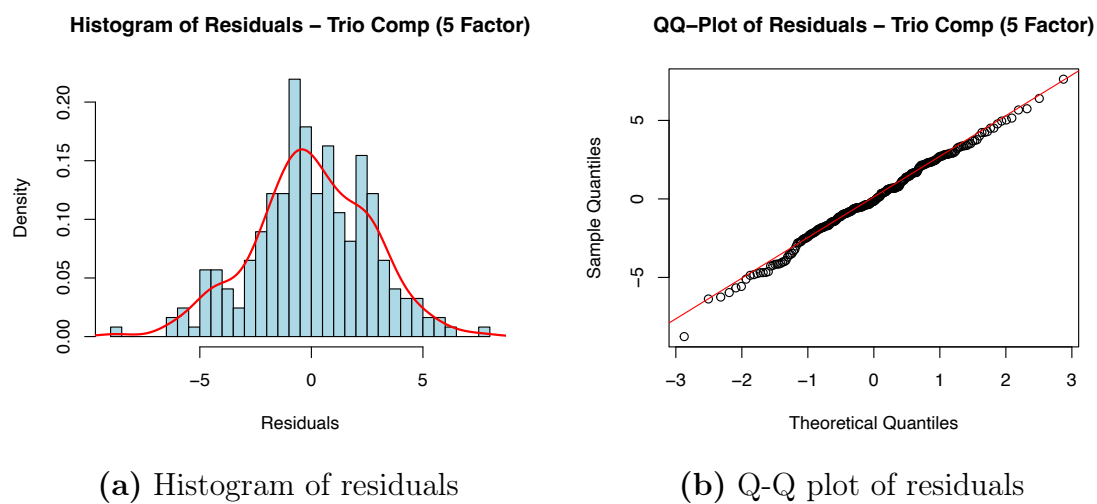 Histogram of Residuals − Trio Comp (5 Factor)
Density
0.00
0.05
0.10
0.15
0.20
−5
0
5
Residuals
(a) Histogram of residuals
QQ−Plot of Residuals − Trio Comp (5 Factor)
Sample Quantiles
−5
0
5
−3
−2
−1
0
1
2
3
Theoretical Quantiles
(b) Q-Q plot of residuals